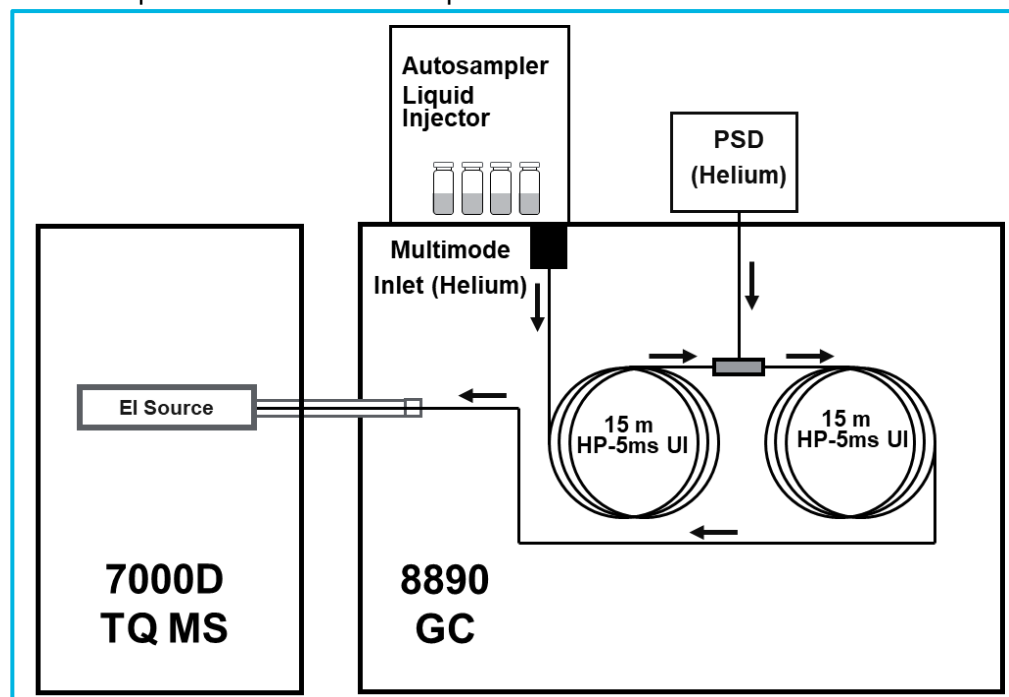 Autosampler
Liquid
Injector
PSD
(Helium)
Multimode
Inlet (Helium)
EI Source
15 m
HP-5ms UI
15 m
HP-5ms UI
7000D
TQ MS
8890
GC